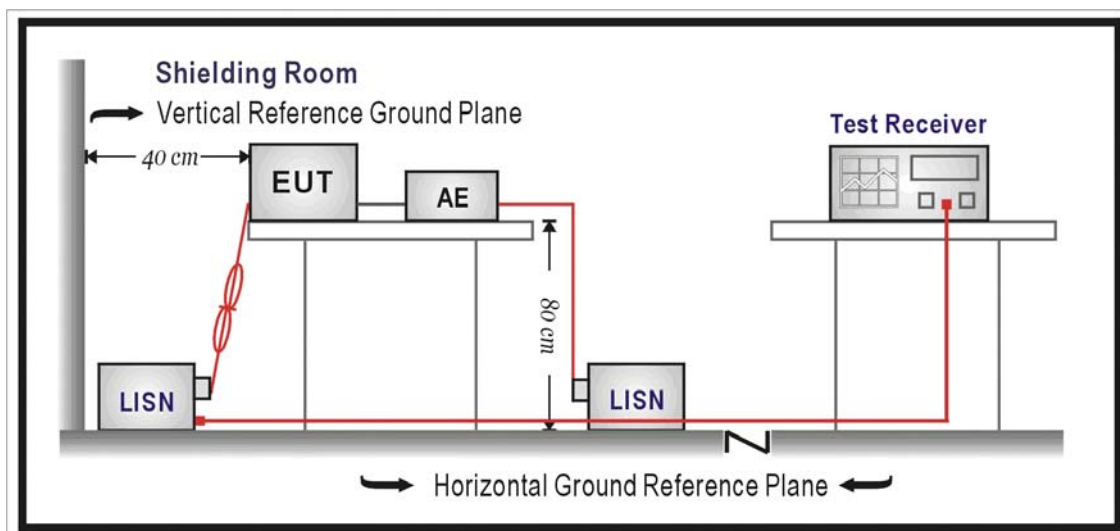 Shielding Room
Vertical Reference Ground Plane
40 cm
EUT
AE
Test Receiver
80 cm
LISN
LISN
Horizontal Ground Reference Plane